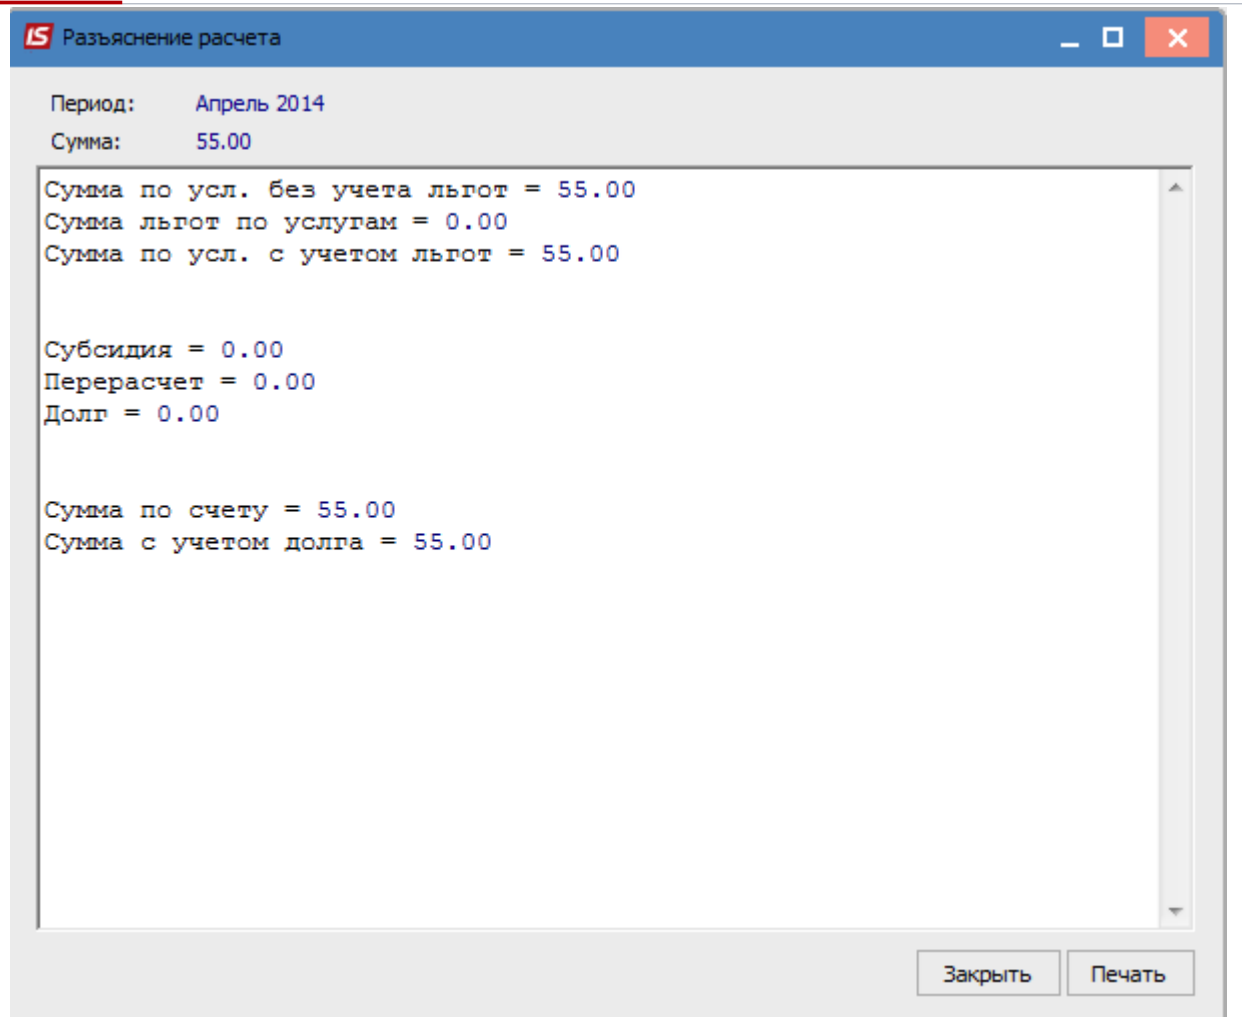 IS Разъяснение расчета
Период: Апрель 2014
Сумма: 55.00
Сумма по усл. без учета льгот = 55.00
Сумма льгот по услугам = 0.00
Сумма по усл. с учетом льгот = 55.00
Субсидия = 0.00
Перерасчет = 0.00
Долг = 0.00
Сумма по счету = 55.00
Сумма с учетом долга = 55.00
Закрыть Печать